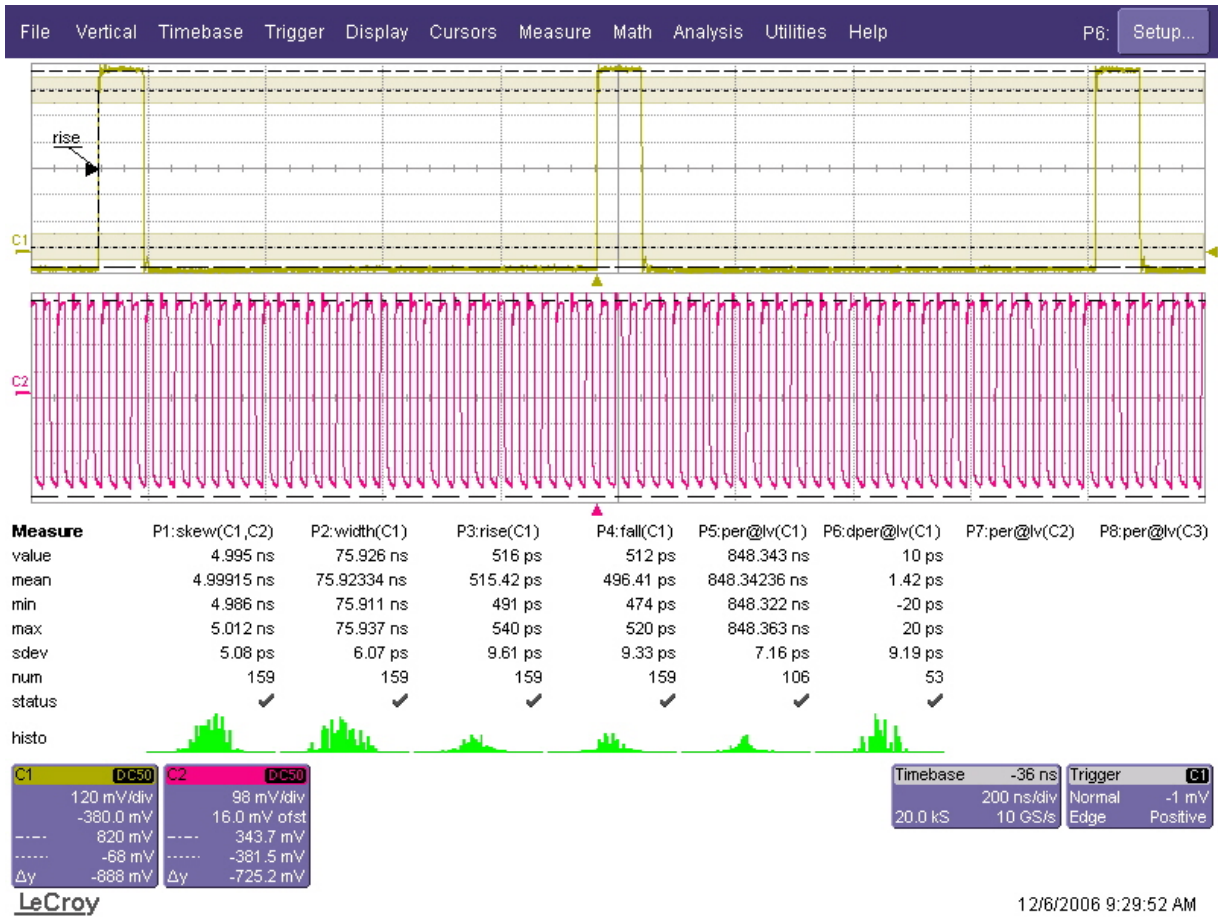 File Vertical Timebase Trigger Display Cursors Measure Math Analysis Utilities Help P6: Setup...
rise
C1
C2
Measure P1:skew(C1,C2) P2:width(C1) P3:rise(C1) P4:fall(C1) P5:per@lv(C1) P6:dper@lv(C1) P7:per@lv(C2) P8:per@lv(C3)
value 4.995 ns 75.926 ns 516 ps 512 ps 848.343 ns 10 ps
mean 4.99915 ns 75.92334 ns 515.42 ps 496.41 ps 848.34236 ns 1.42 ps
min 4.986 ns 75.911 ns 491 ps 474 ps 848.322 ns -20 ps
max 5.012 ns 75.937 ns 540 ps 520 ps 848.363 ns 20 ps
sdev 5.08 ps 6.07 ps 9.61 ps 9.33 ps 7.16 ps 9.19 ps
num 159 159 159 159 106 53
status
histo
C1 DC50 C2 DC50 Timebase -36 ns Trigger C1
120 mV/div 98 mV/div 200 ns/div Normal -1 mV
-380.0 mV 16.0 mV ofst 20.0 kS 10 GS/s Edge Positive
820 mV 343.7 mV
-68 mV -381.5 mV
Δy -888 mV Δy -725.2 mV
LeCroy 12/6/2006 9:29:52 AM